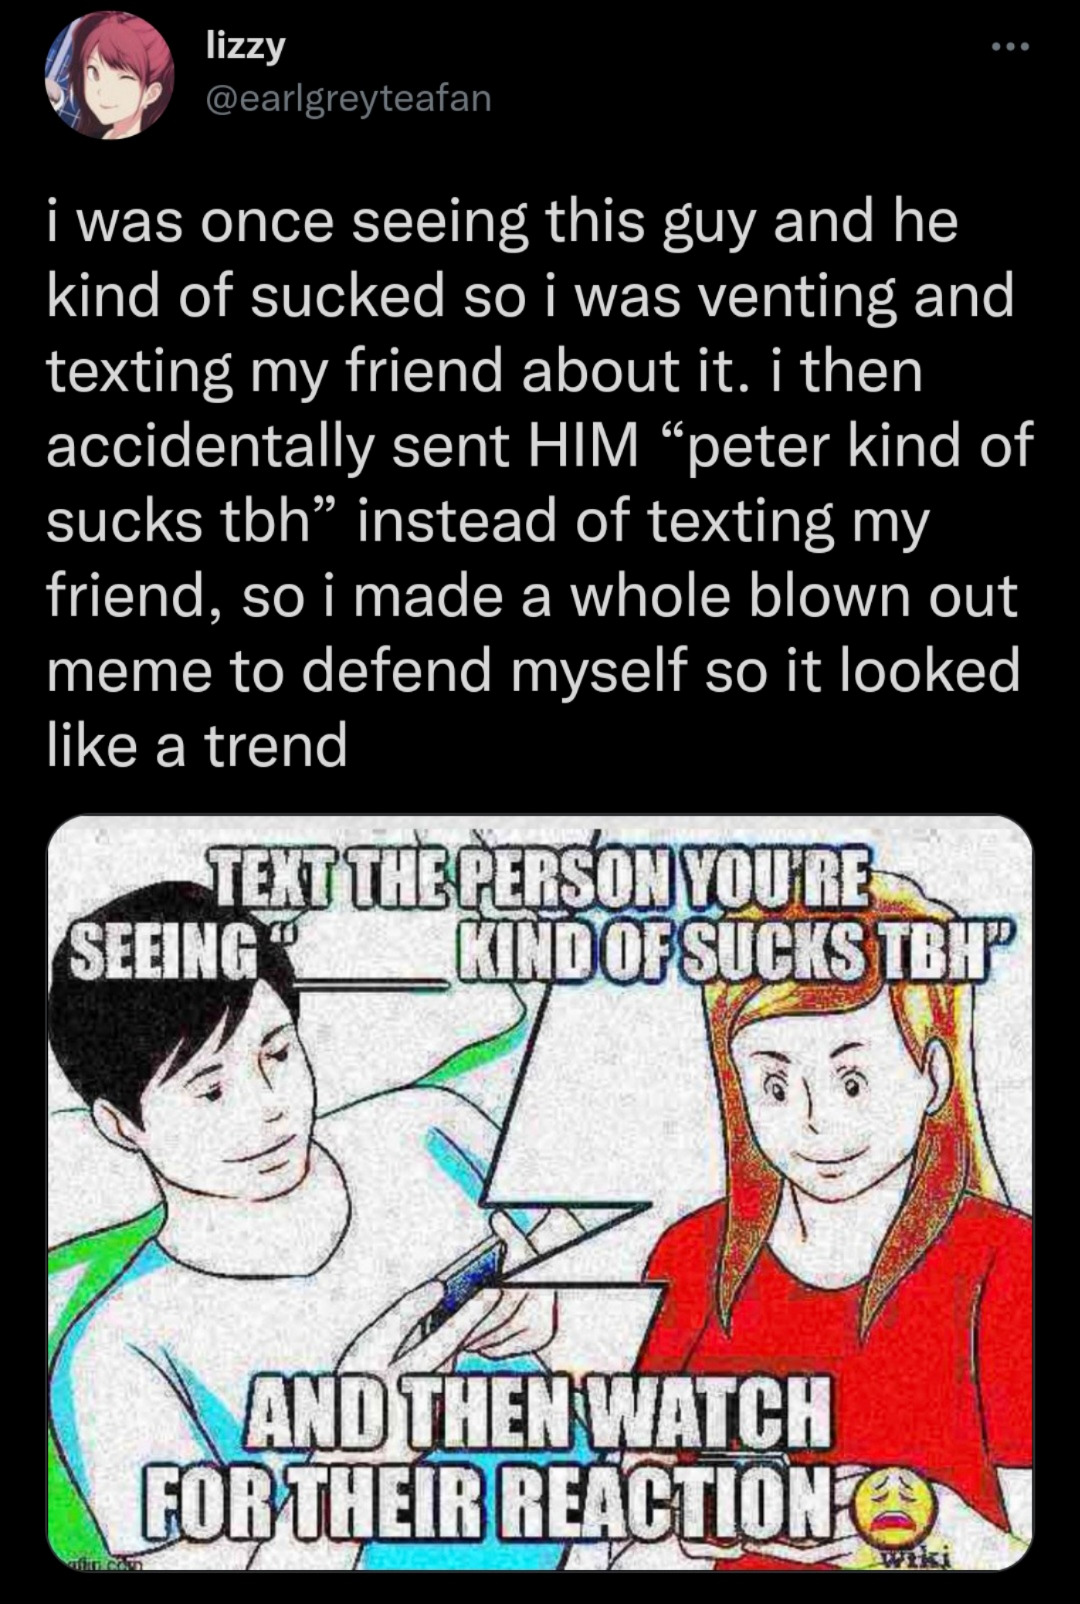 lizzy
@earlgreyteafan
i was once seeing this guy and he
kind of sucked so i was venting and
texting my friend about it. i then
accidentally sent HIM “peter kind of
sucks tbh” instead of texting my
friend, so i made a whole blown out
meme to defend myself so it looked
like a trend
TEXT THE PERSON YOU'RE
SEEING “______ KIND OF SUCKS TBH”
AND THEN WATCH
FOR THEIR REACTION😩
wiki